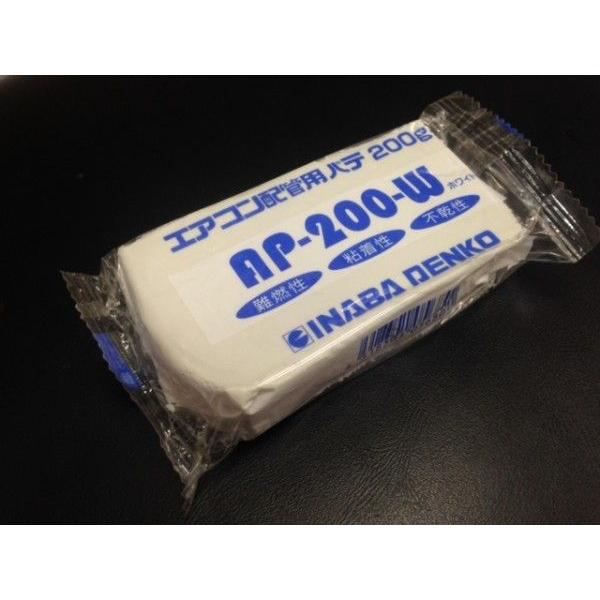 エアコン配管用パテ 200g
AP-200-W ホワイト
難燃性 粘着性 不乾性
INABA DENKO